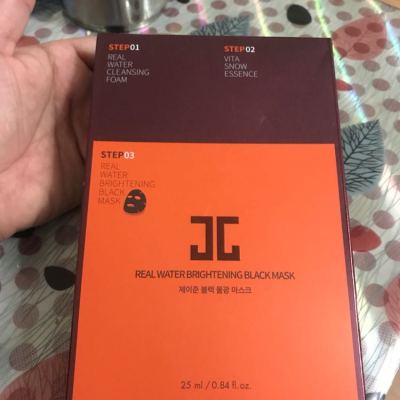 STEP01
REAL
WATER
CLEANSING
FOAM
STEP02
VITA
SNOW
ESSENCE
STEP03
REAL
WATER
BRIGHTENING
BLACK
MASK
REAL WATER BRIGHTENING BLACK MASK
제이준 블랙 물광 마스크
25 ml / 0.84 fl. oz.